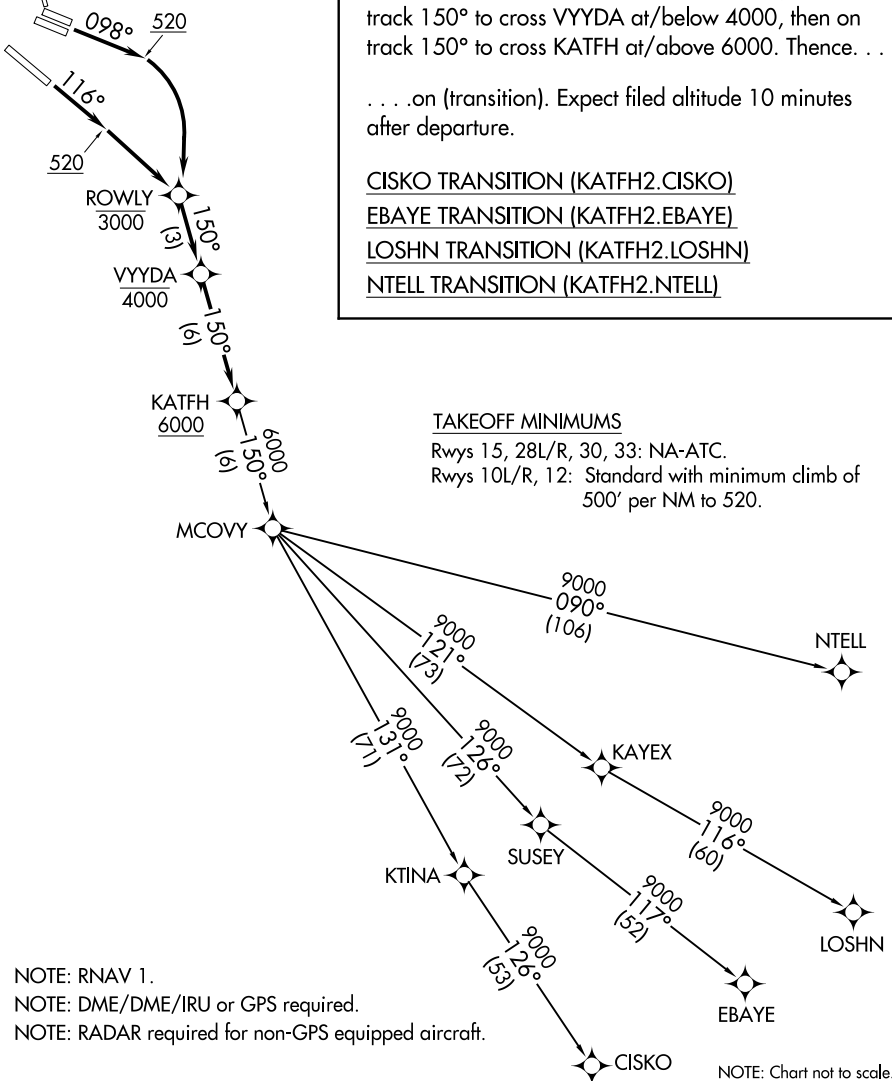 track 150° to cross VYYDA at/below 4000, then on
track 150° to cross KATFH at/above 6000. Thence. . .
. . . .on (transition). Expect filed altitude 10 minutes
after departure.
CISKO TRANSITION (KATFH2.CISKO)
EBAYE TRANSITION (KATFH2.EBAYE)
LOSHN TRANSITION (KATFH2.LOSHN)
NTELL TRANSITION (KATFH2.NTELL)
098°
520
116°
520
ROWLY
3000
150°
(3)
VYYDA
4000
150°
(6)
KATFH
6000
6000
150°
(6)
TAKEOFF MINIMUMS
Rwys 15, 28L/R, 30, 33: NA-ATC.
Rwys 10L/R, 12: Standard with minimum climb of
500' per NM to 520.
MCOVY
9000
090°
(106)
NTELL
9000
121°
(73)
KAYEX
9000
116°
(60)
LOSHN
9000
126°
(72)
SUSEY
9000
117°
(52)
EBAYE
9000
131°
(71)
KTINA
9000
126°
(53)
CISKO
NOTE: RNAV 1.
NOTE: DME/DME/IRU or GPS required.
NOTE: RADAR required for non-GPS equipped aircraft.
NOTE: Chart not to scale.